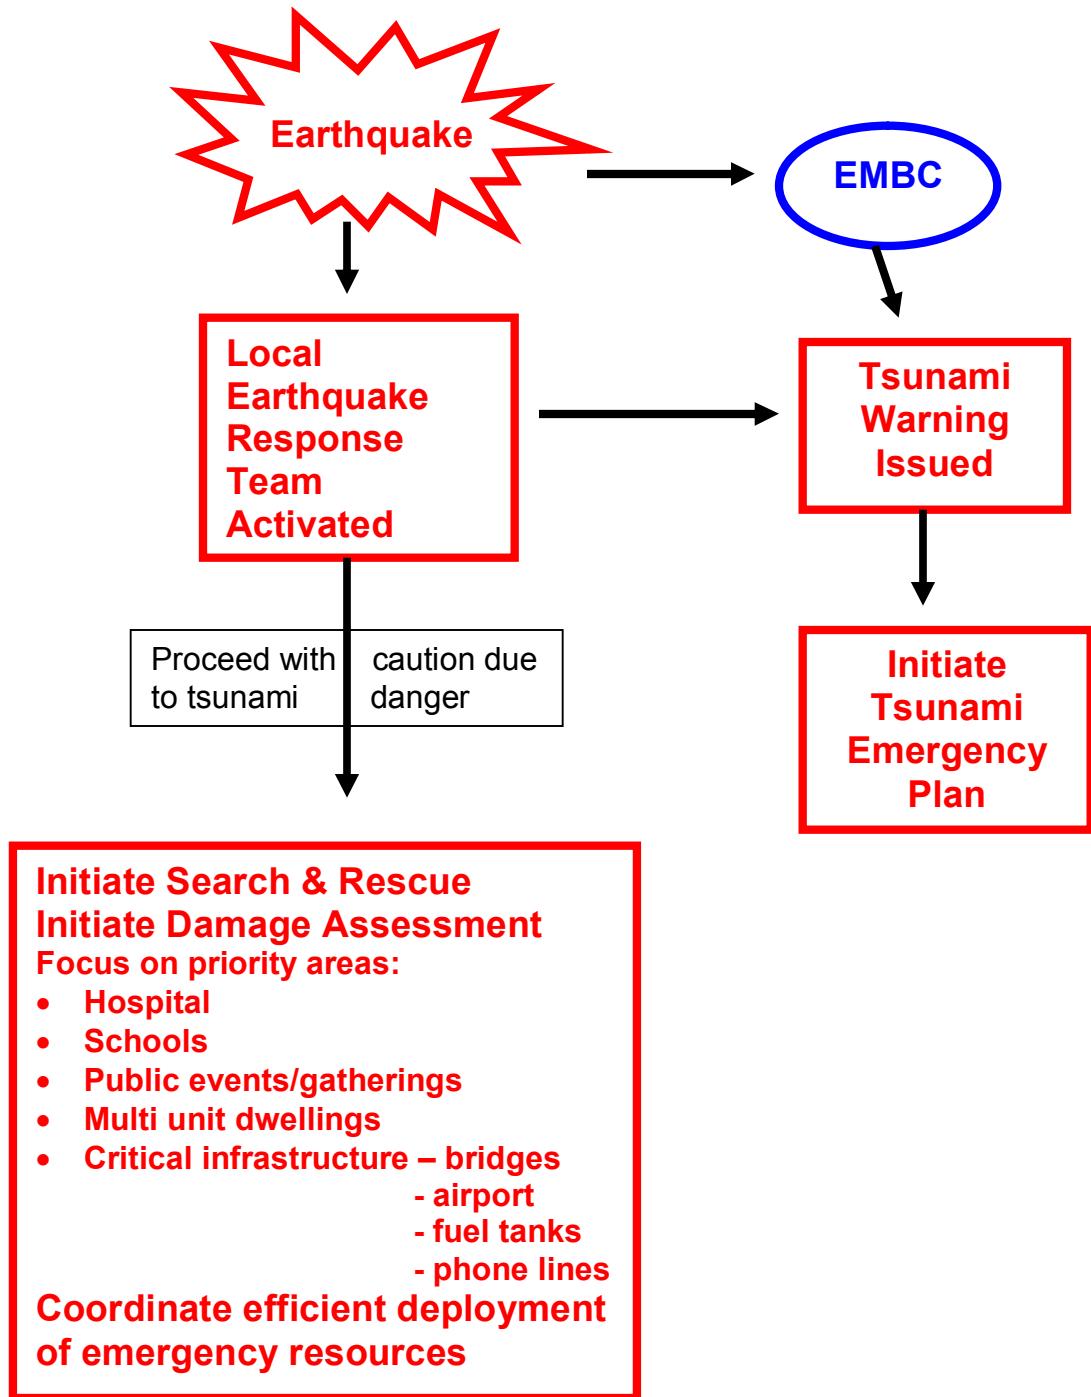 Earthquake
EMBC
Local
Earthquake
Response
Team
Activated
Tsunami
Warning
Issued
Proceed with caution due
to tsunami danger
Initiate
Tsunami
Emergency
Plan
Initiate Search & Rescue
Initiate Damage Assessment
Focus on priority areas:
• Hospital
• Schools
• Public events/gatherings
• Multi unit dwellings
• Critical infrastructure – bridges
- airport
- fuel tanks
- phone lines
Coordinate efficient deployment
of emergency resources